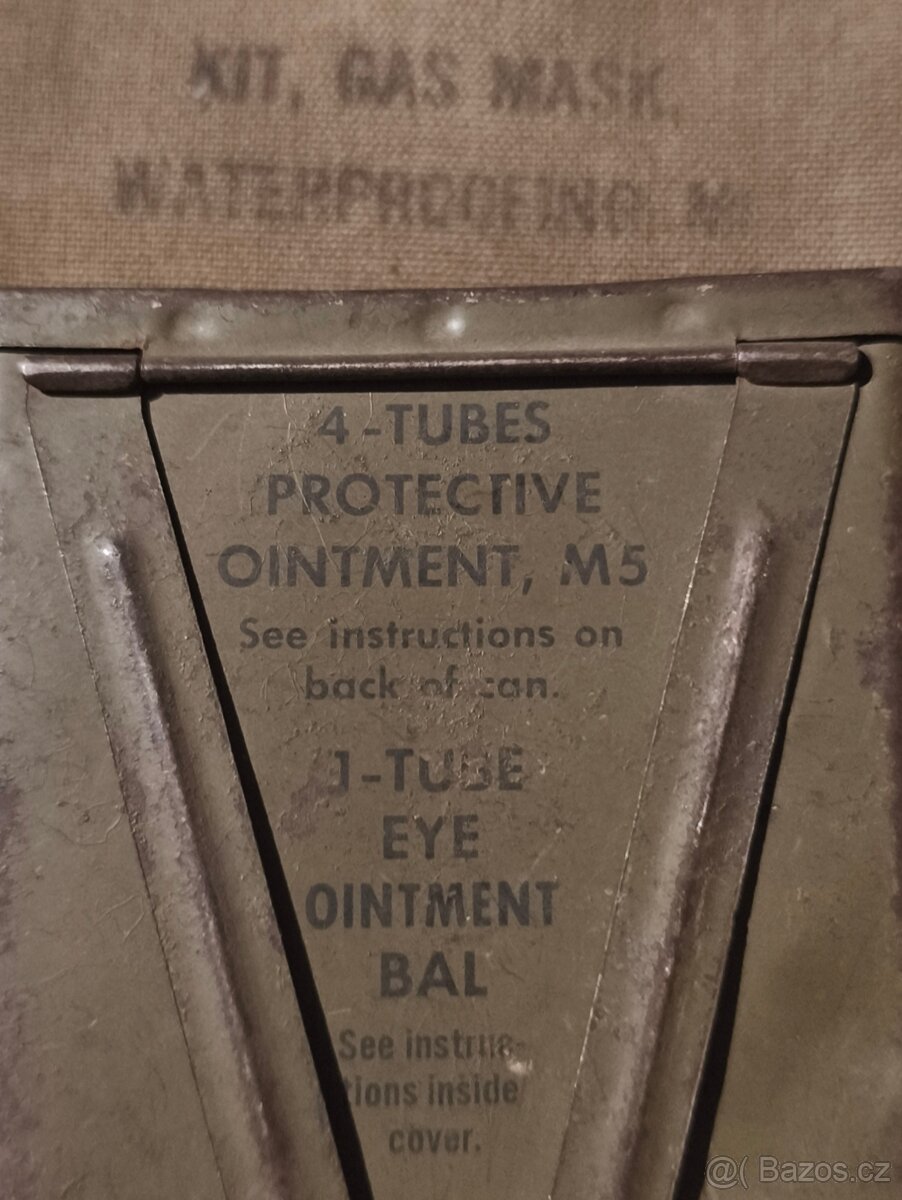 KIT, GAS MASK,
WATERPROOFING M1
4-TUBES
PROTECTIVE
OINTMENT, M5
See instructions on
back of can.
1-TUBE
EYE
OINTMENT
BAL
See instruc-
tions inside
cover.
@( Bazos.cz